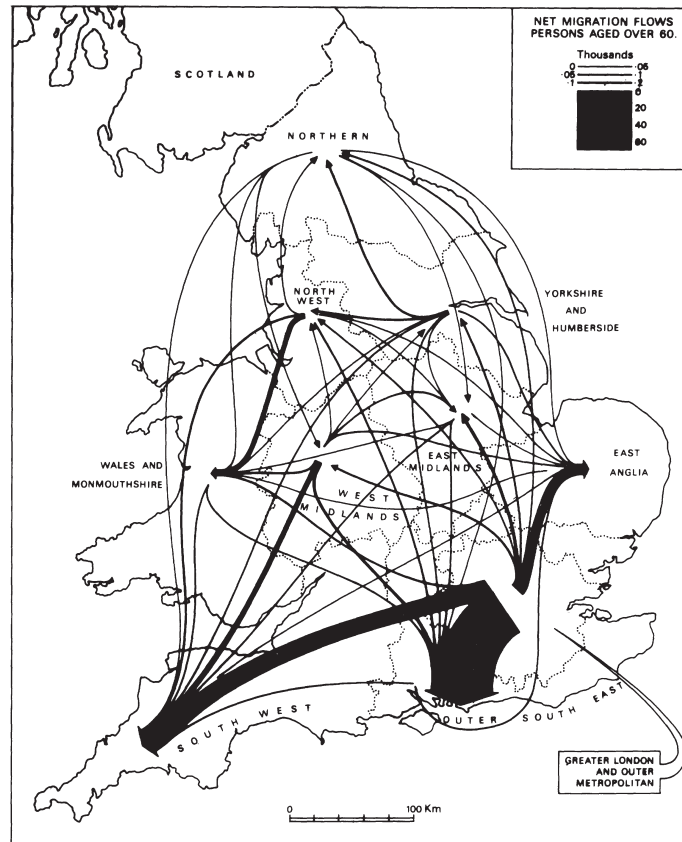 NET MIGRATION FLOWS
PERSONS AGED OVER 60.
Thousands
0 ·05
·05 ·1
·1 ·2
0
20
40
60
SCOTLAND
NORTHERN
NORTH
WEST
YORKSHIRE
AND
HUMBERSIDE
WALES AND
MONMOUTHSHIRE
EAST
MIDLANDS
EAST
ANGLIA
WEST
MIDLANDS
SOUTH WEST
OUTER SOUTH EAST
GREATER LONDON
AND OUTER
METROPOLITAN
0 100 Km